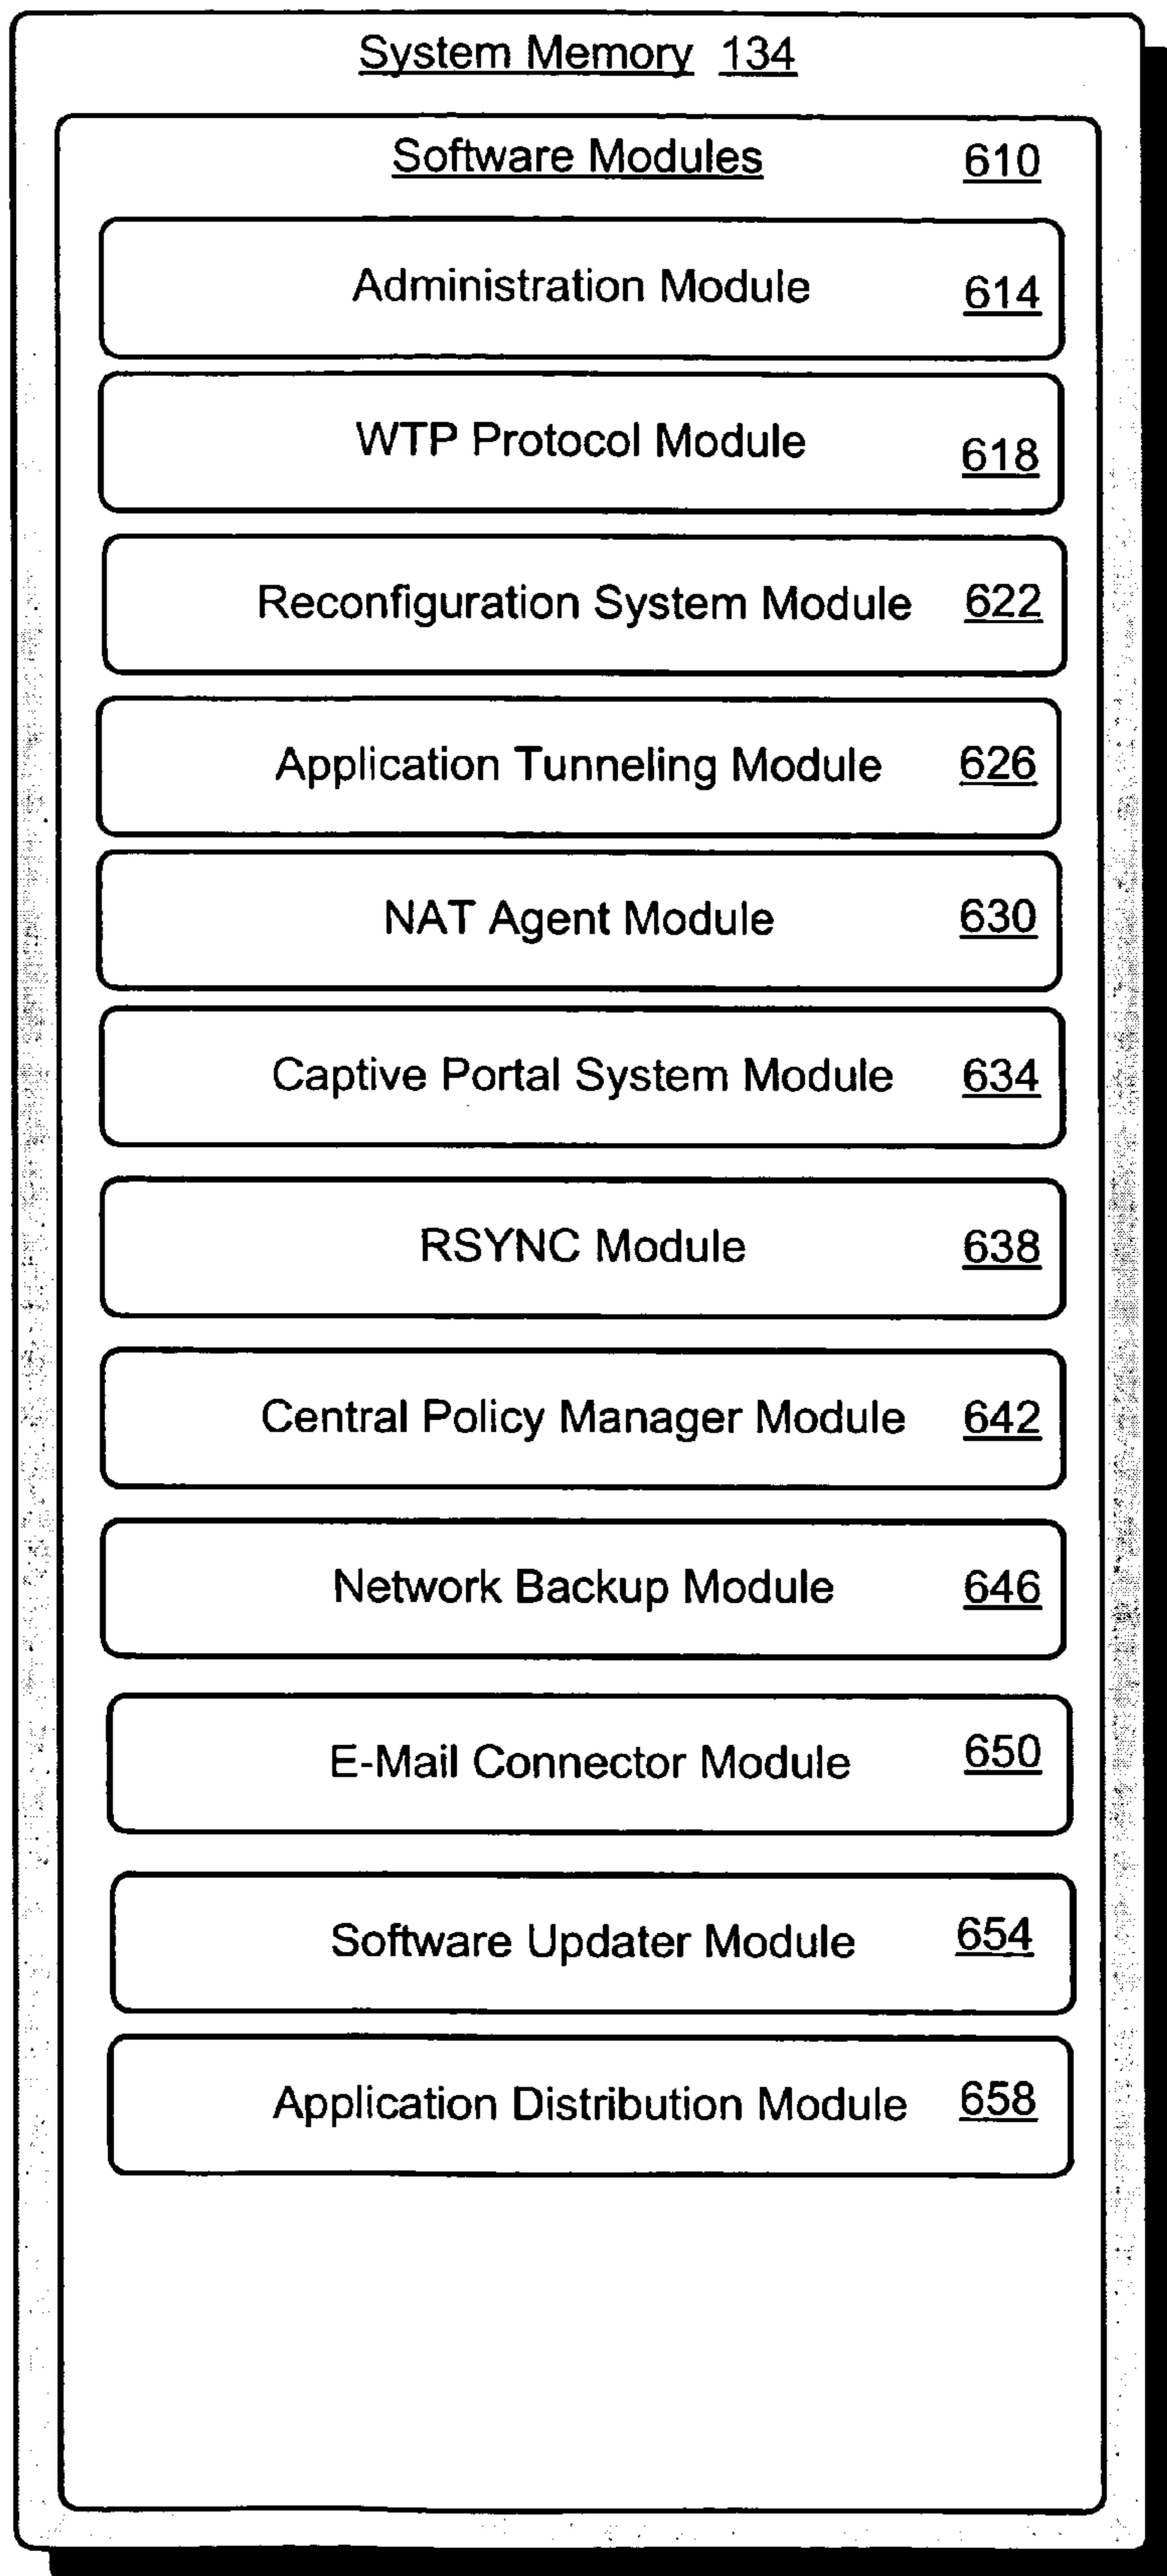 System Memory 134
Software Modules 610
Administration Module 614
WTP Protocol Module 618
Reconfiguration System Module 622
Application Tunneling Module 626
NAT Agent Module 630
Captive Portal System Module 634
RSYNC Module 638
Central Policy Manager Module 642
Network Backup Module 646
E-Mail Connector Module 650
Software Updater Module 654
Application Distribution Module 658